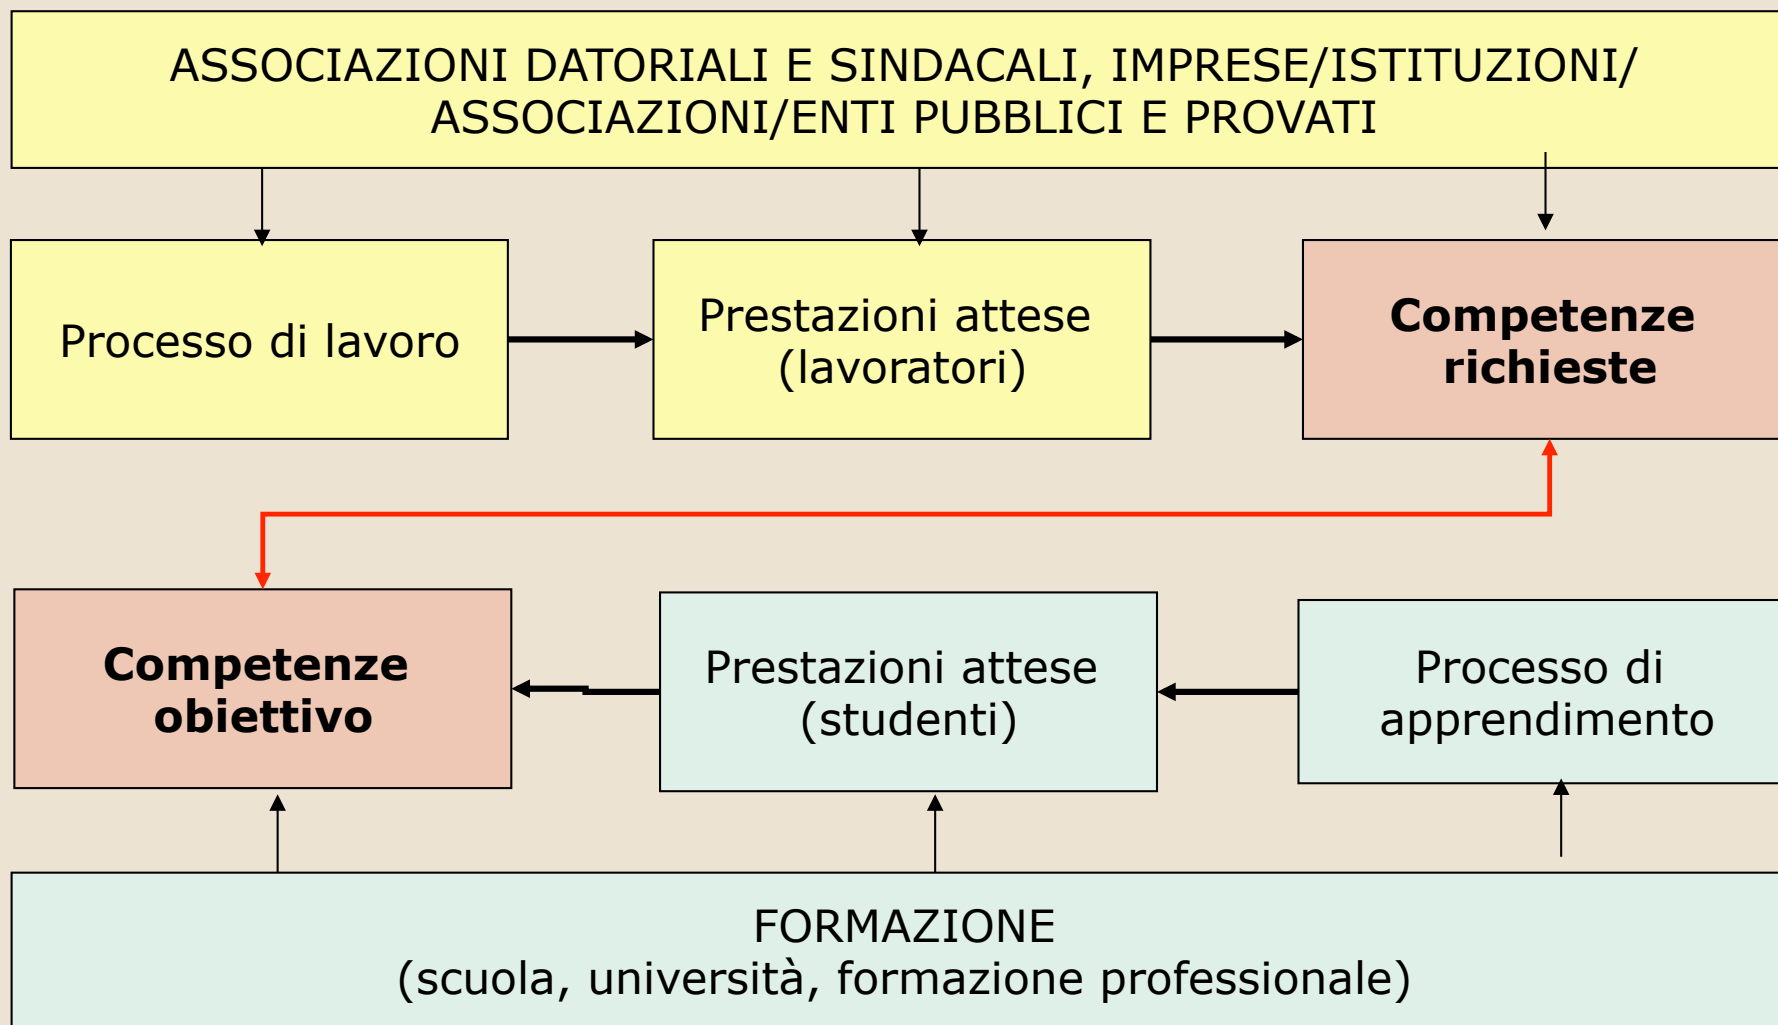 ASSOCIAZIONI DATORIALI E SINDACALI, IMPRESE/ISTITUZIONI/
ASSOCIAZIONI/ENTI PUBBLICI E PROVATI
Processo di lavoro
Prestazioni attese
(lavoratori)
Competenze
richieste
Competenze
obiettivo
Prestazioni attese
(studenti)
Processo di
apprendimento
FORMAZIONE
(scuola, università, formazione professionale)